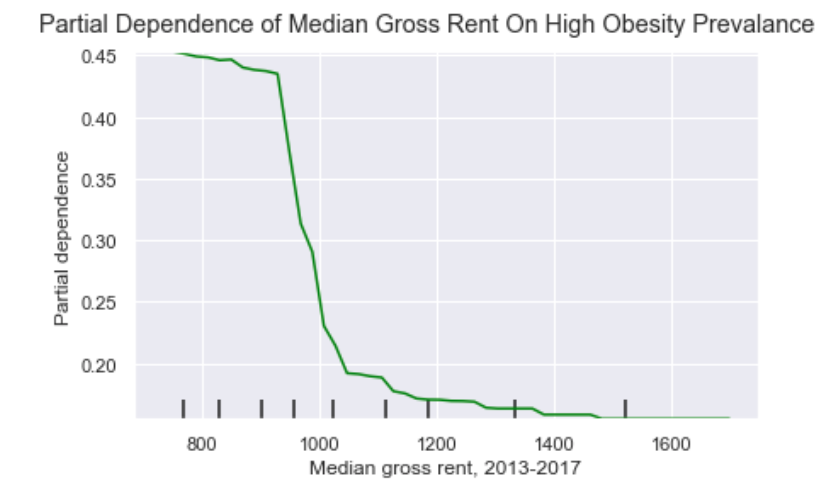 Partial Dependence of Median Gross Rent On High Obesity Prevalance
0.45
0.40
0.35
0.30
0.25
0.20
Partial dependence
800 1000 1200 1400 1600
Median gross rent, 2013-2017